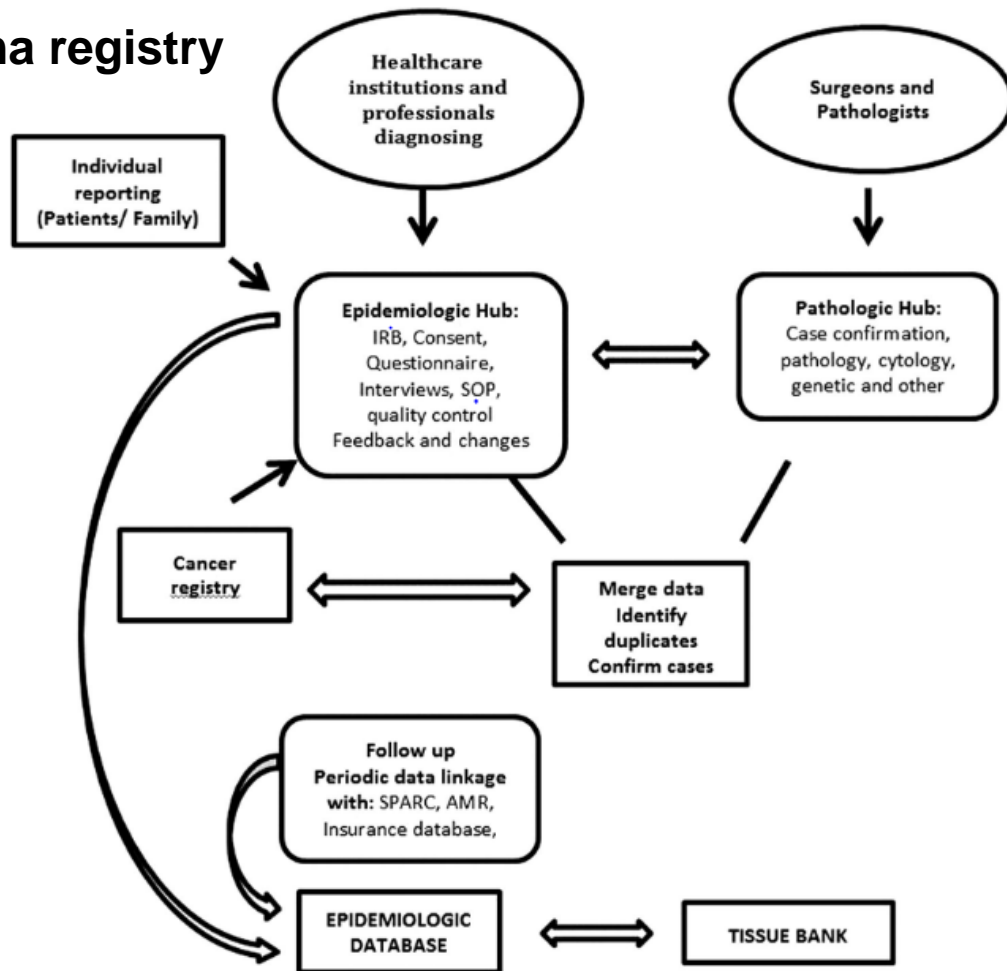 na registry
Healthcare
institutions and
professionals
diagnosing
Surgeons and
Pathologists
Individual
reporting
(Patients/ Family)
Epidemiologic Hub:
IRB, Consent,
Questionnaire,
Interviews, SOP,
quality control
Feedback and changes
Pathologic Hub:
Case confirmation,
pathology, cytology,
genetic and other
Cancer
registry
Merge data
Identify
duplicates
Confirm cases
Follow up
Periodic data linkage
with: SPARC, AMR,
Insurance database,
EPIDEMIOLOGIC
DATABASE
TISSUE BANK